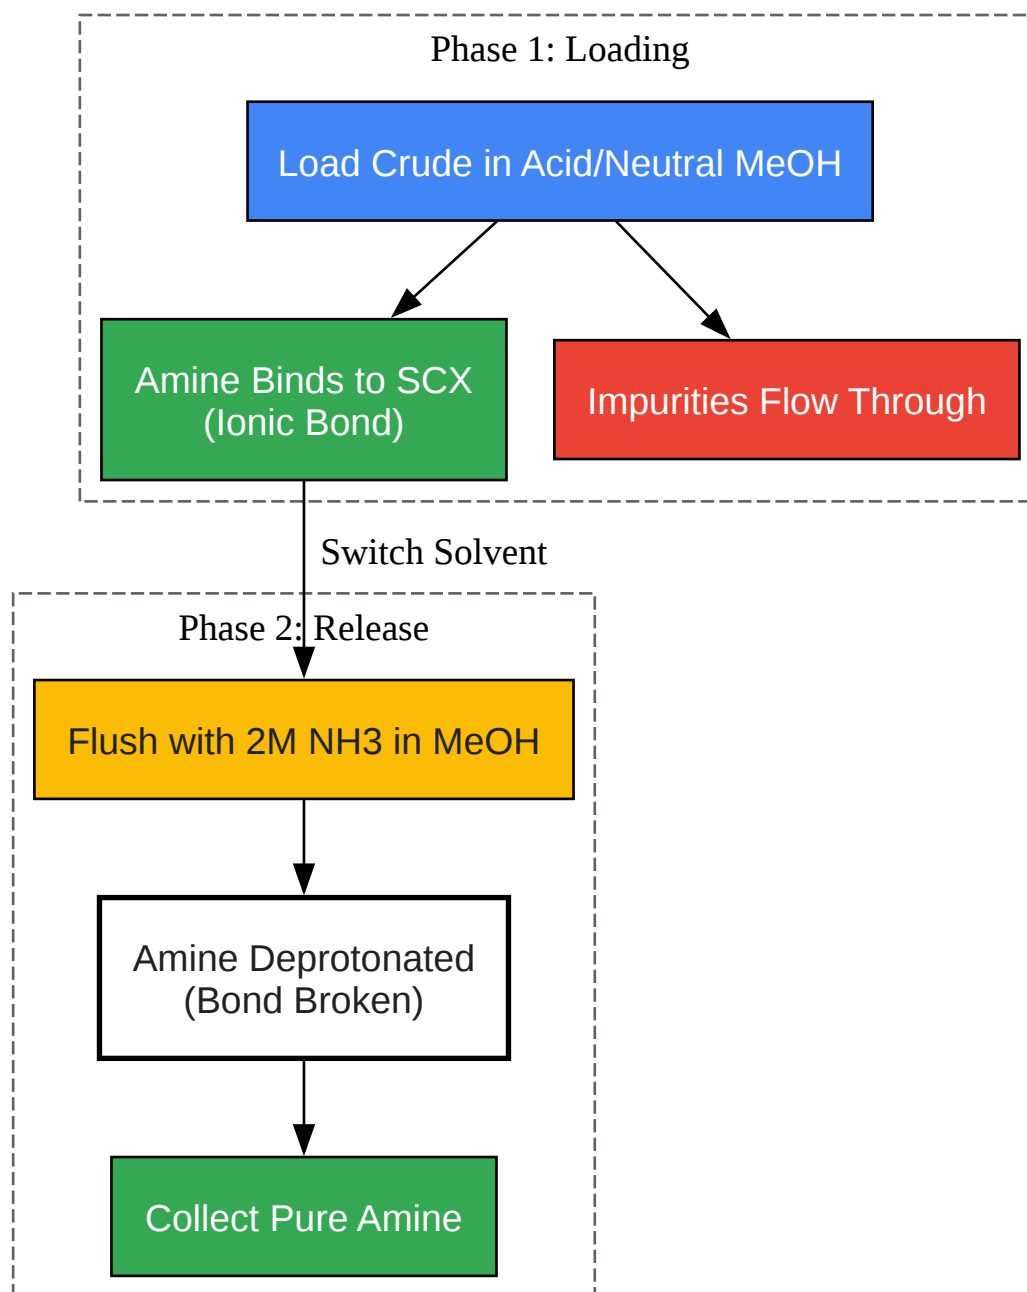 Phase 1: Loading
Load Crude in Acid/Neutral MeOH
Amine Binds to SCX
(Ionic Bond)
Impurities Flow Through
Switch Solvent
Phase 2: Release
Flush with 2M NH3 in MeOH
Amine Deprotonated
(Bond Broken)
Collect Pure Amine